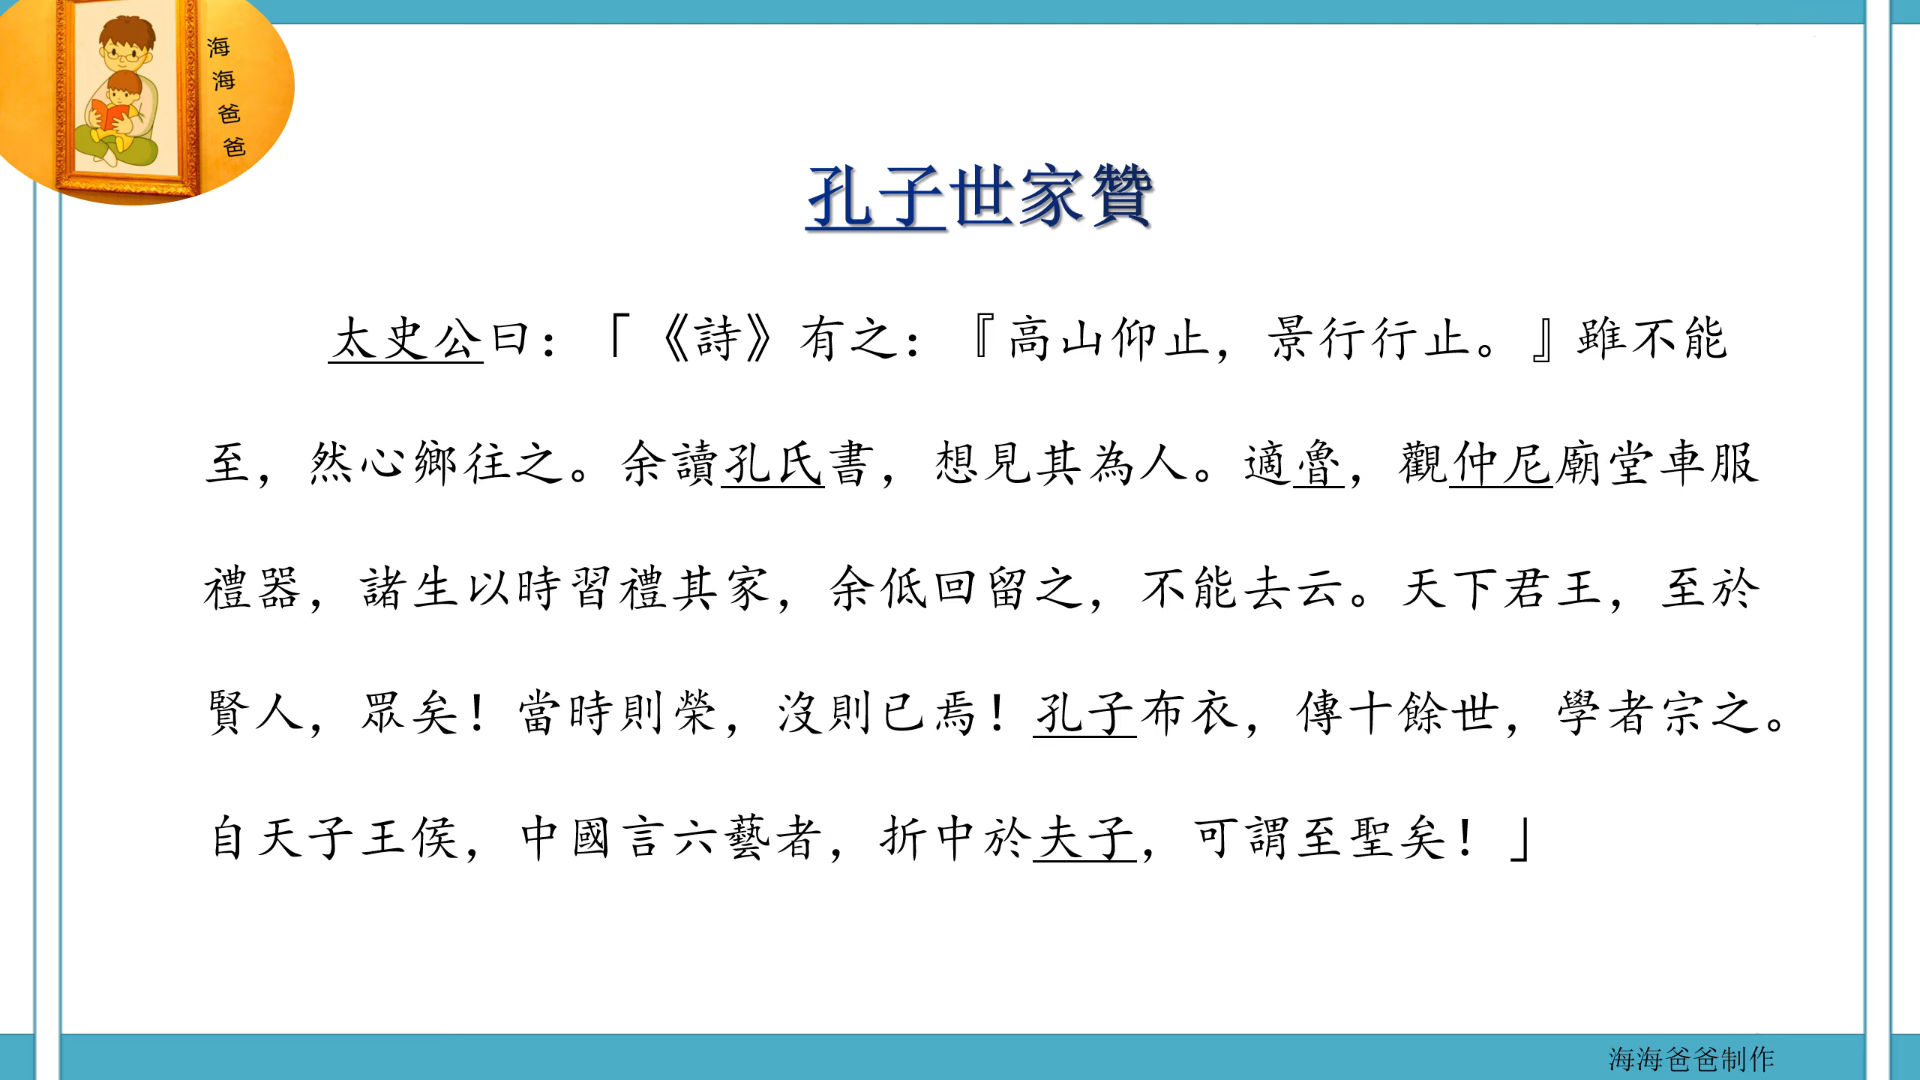 海海爸爸
孔子世家贊
太史公曰：「《詩》有之：『高山仰止，景行行止。』雖不能
至，然心鄉往之。余讀孔氏書，想見其為人。適魯，觀仲尼廟堂車服
禮器，諸生以時習禮其家，余低回留之，不能去云。天下君王，至於
賢人，眾矣！當時則榮，沒則已焉！孔子布衣，傳十餘世，學者宗之。
自天子王侯，中國言六藝者，折中於夫子，可謂至聖矣！」
海海爸爸制作